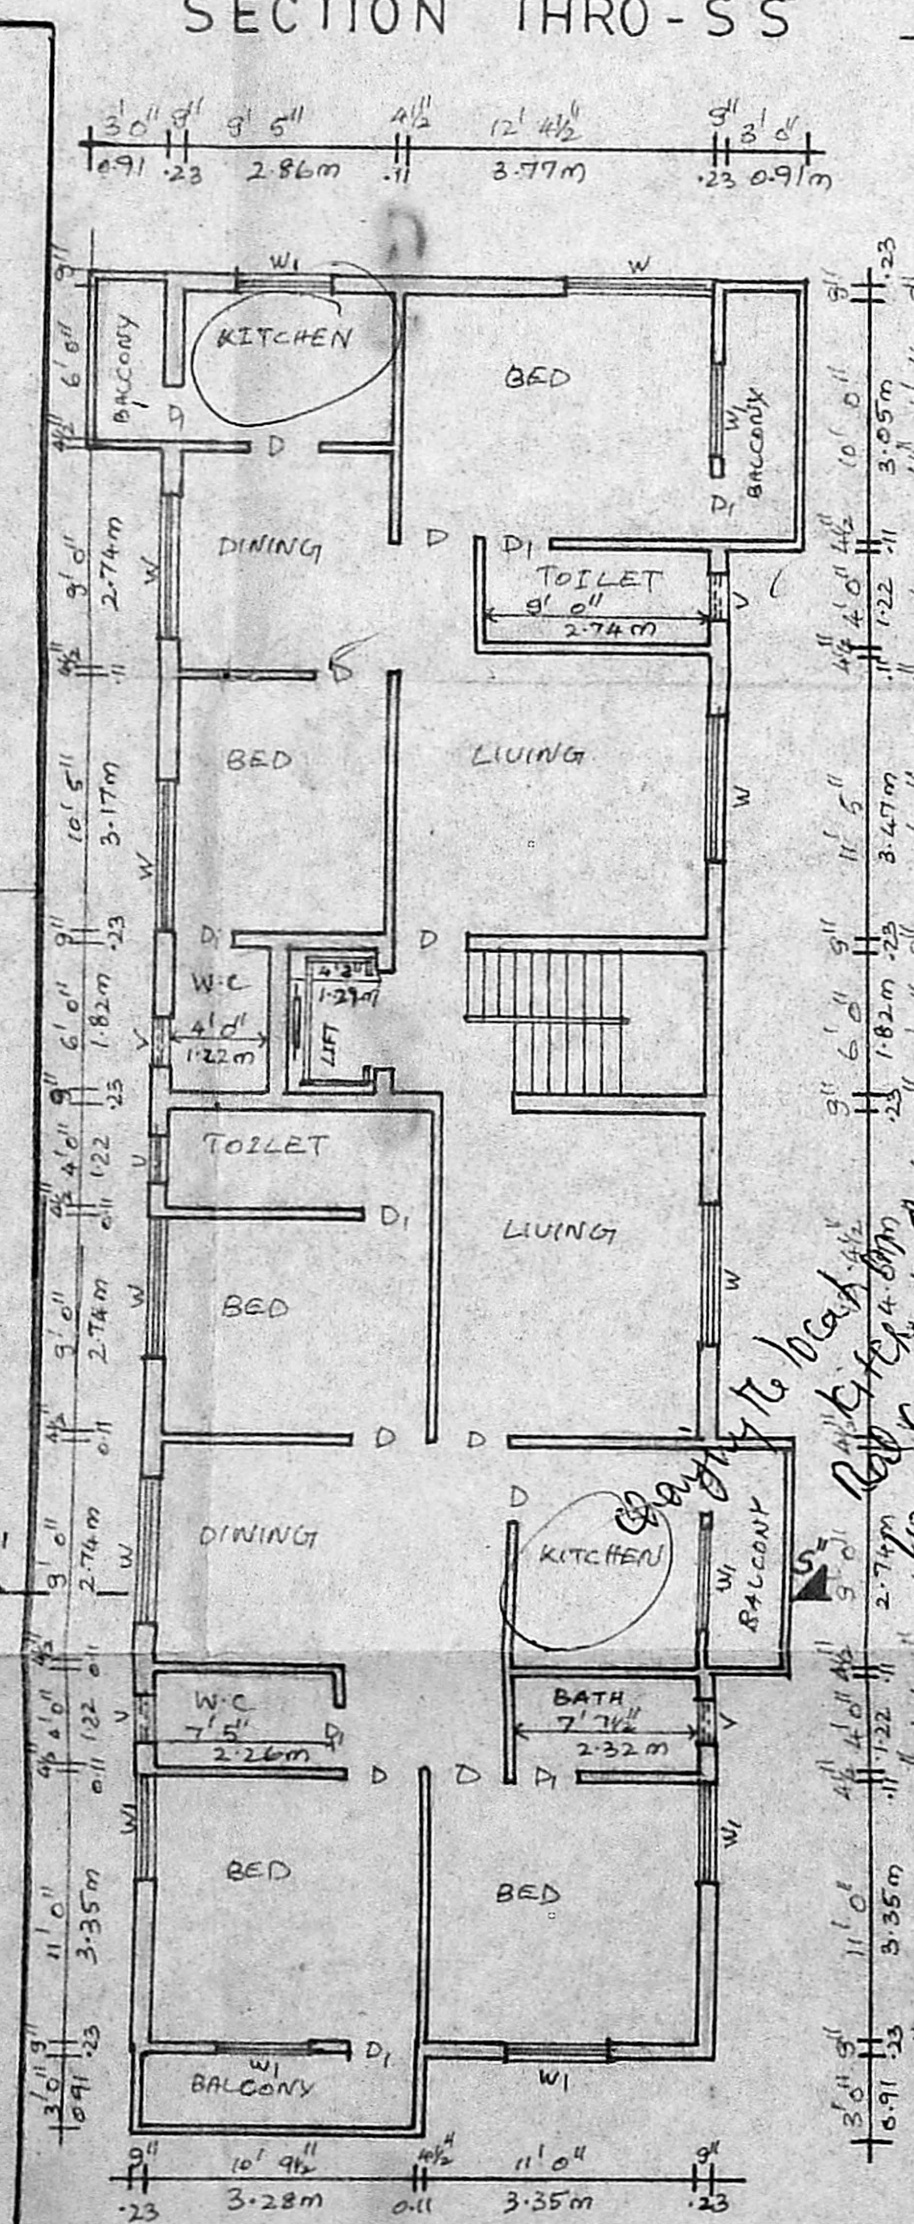 SECTION THRO-SS
3' 0" 9" 9' 5" 4½" 12' 4½" 9" 3' 0"
0.91 .23 2.86m .11 3.77m .23 0.91m
W1 W
9" 9" .23
BALCONY KITCHEN BED W1 BALCONY
6' 0" 10' 0" 3.05m
D D D1
4½"
DINING D D1
9' 0" 2.74m W 4½" .11
TOILET
9' 0" V 4' 0" 1.22
2.74m
4½" .11 4½" .11
BED LIVING
10' 5" 3.17m W W 11' 5" 3.47m
9" .23 D1 D 9" .23
W.C
1.29m
4' 0"
1.22m
LIFT
6' 0" 1.82m V 6' 0" 1.82m
9" .23 9" .23
TOILET
4' 0" 1.22 V
4½" 0.11 D1
LIVING
BED
9' 0" 2.74m W W
4½" 0.11 D D
D
DINING KITCHEN W1 BALCONY S"
9' 0" 2.74m W 9' 0" 2.74m
4½" 0.11 4½" .11
W.C BATH
7' 5" 7' 7½"
2.26m 2.32m
4' 0" 1.22 V D1 V 4' 0" 1.22
4½" 0.11 D D D1 4½" .11
W1 W1
BED BED
11' 0" 3.35m 11' 0" 3.35m
9" .23 W1 D1 W1 9" .23
BALCONY
3' 0" 0.91 3' 0" 0.91
9" 10' 9½" 4½" 11' 0" 9"
.23 3.28m 0.11 3.35m .23